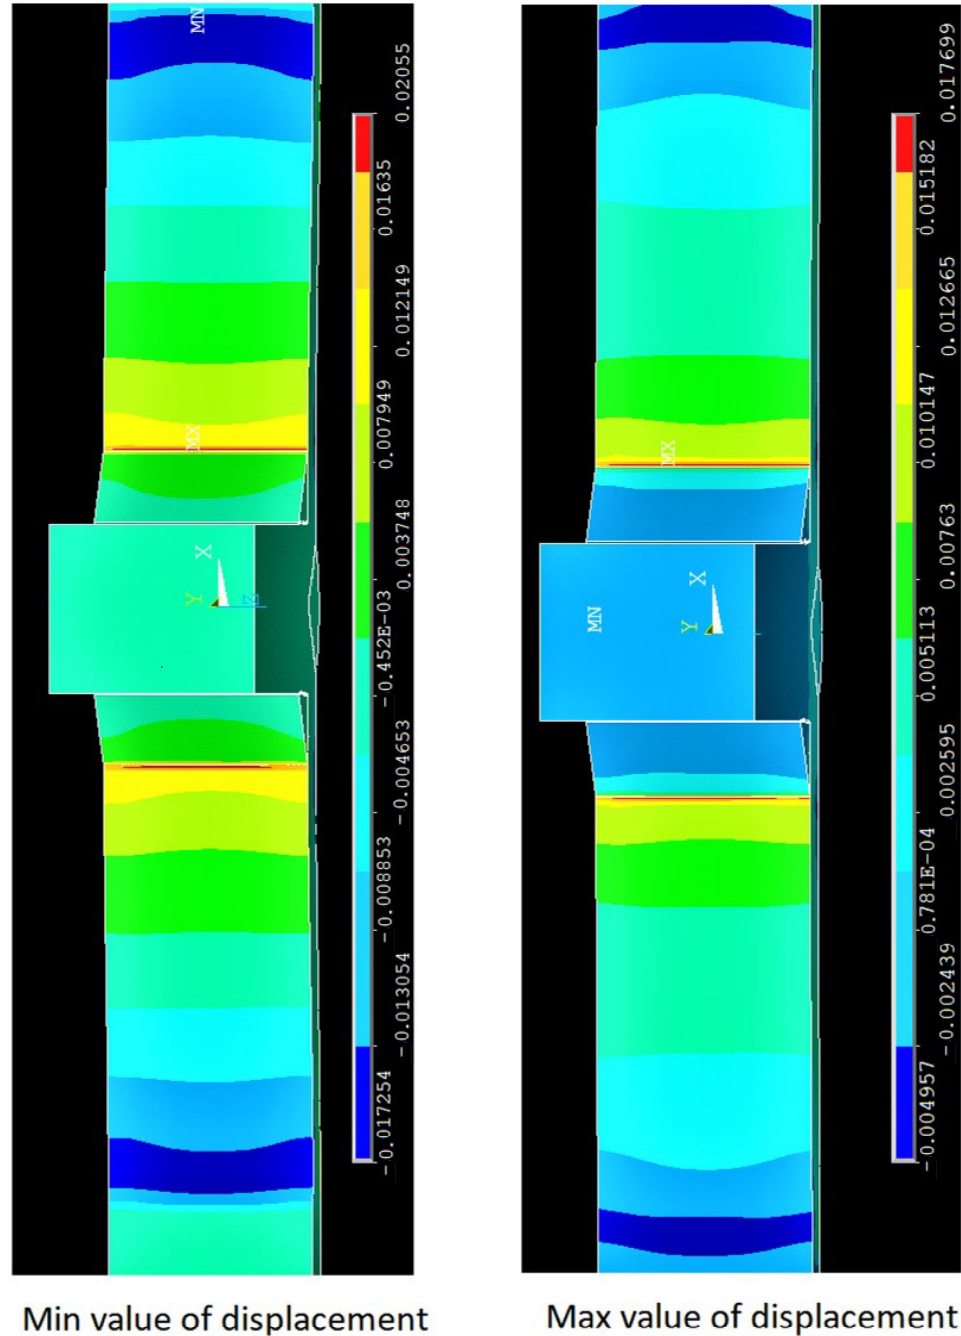 MN
MX
X
Y
Z
0.02055
0.01635
0.012149
0.007949
0.003748
-0.452E-03
-0.004653
-0.008853
-0.013054
-0.017254
MX
MN
X
Y
0.017699
0.015182
0.012665
0.010147
0.00763
0.005113
0.002595
0.781E-04
-0.002439
-0.004957
Min value of displacement
Max value of displacement